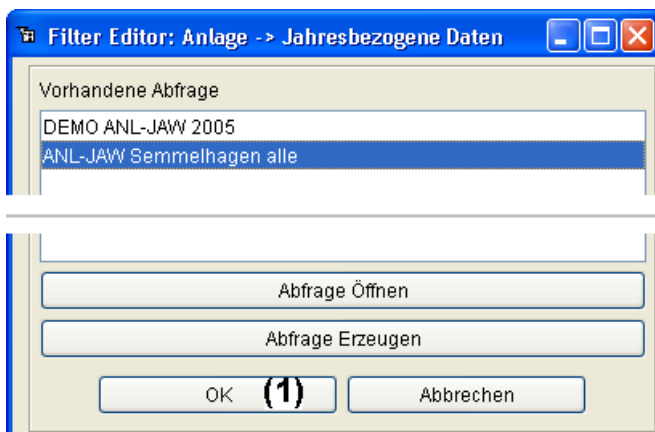 Filter Editor: Anlage -> Jahresbezogene Daten
Vorhandene Abfrage
DEMO ANL-JAW 2005
ANL-JAW Semmelhagen alle
Abfrage Öffnen
Abfrage Erzeugen
OK (1) Abbrechen